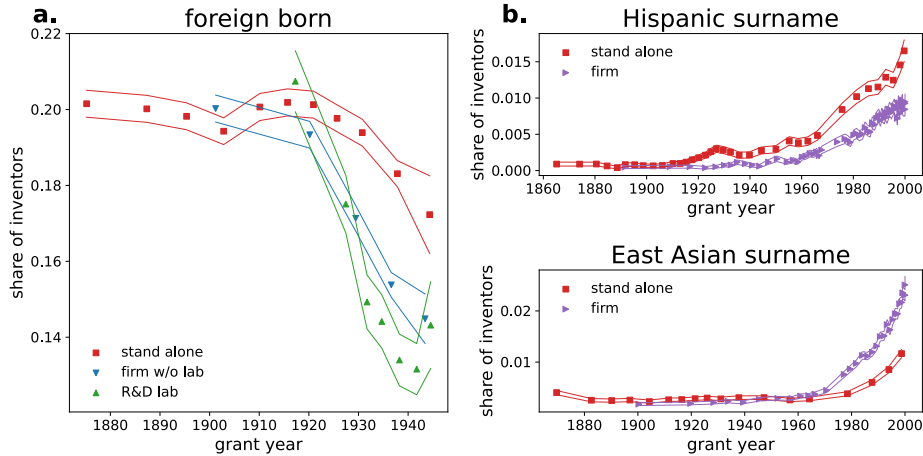 a.
foreign born
0.22
0.20
0.18
0.16
0.14
share of inventors
stand alone
firm w/o lab
R&D lab
1880 1890 1900 1910 1920 1930 1940
grant year
b.
Hispanic surname
0.015
0.010
0.005
0.000
share of inventors
stand alone
firm
1860 1880 1900 1920 1940 1960 1980 2000
grant year
East Asian surname
0.02
0.01
share of inventors
stand alone
firm
1880 1900 1920 1940 1960 1980 2000
grant year